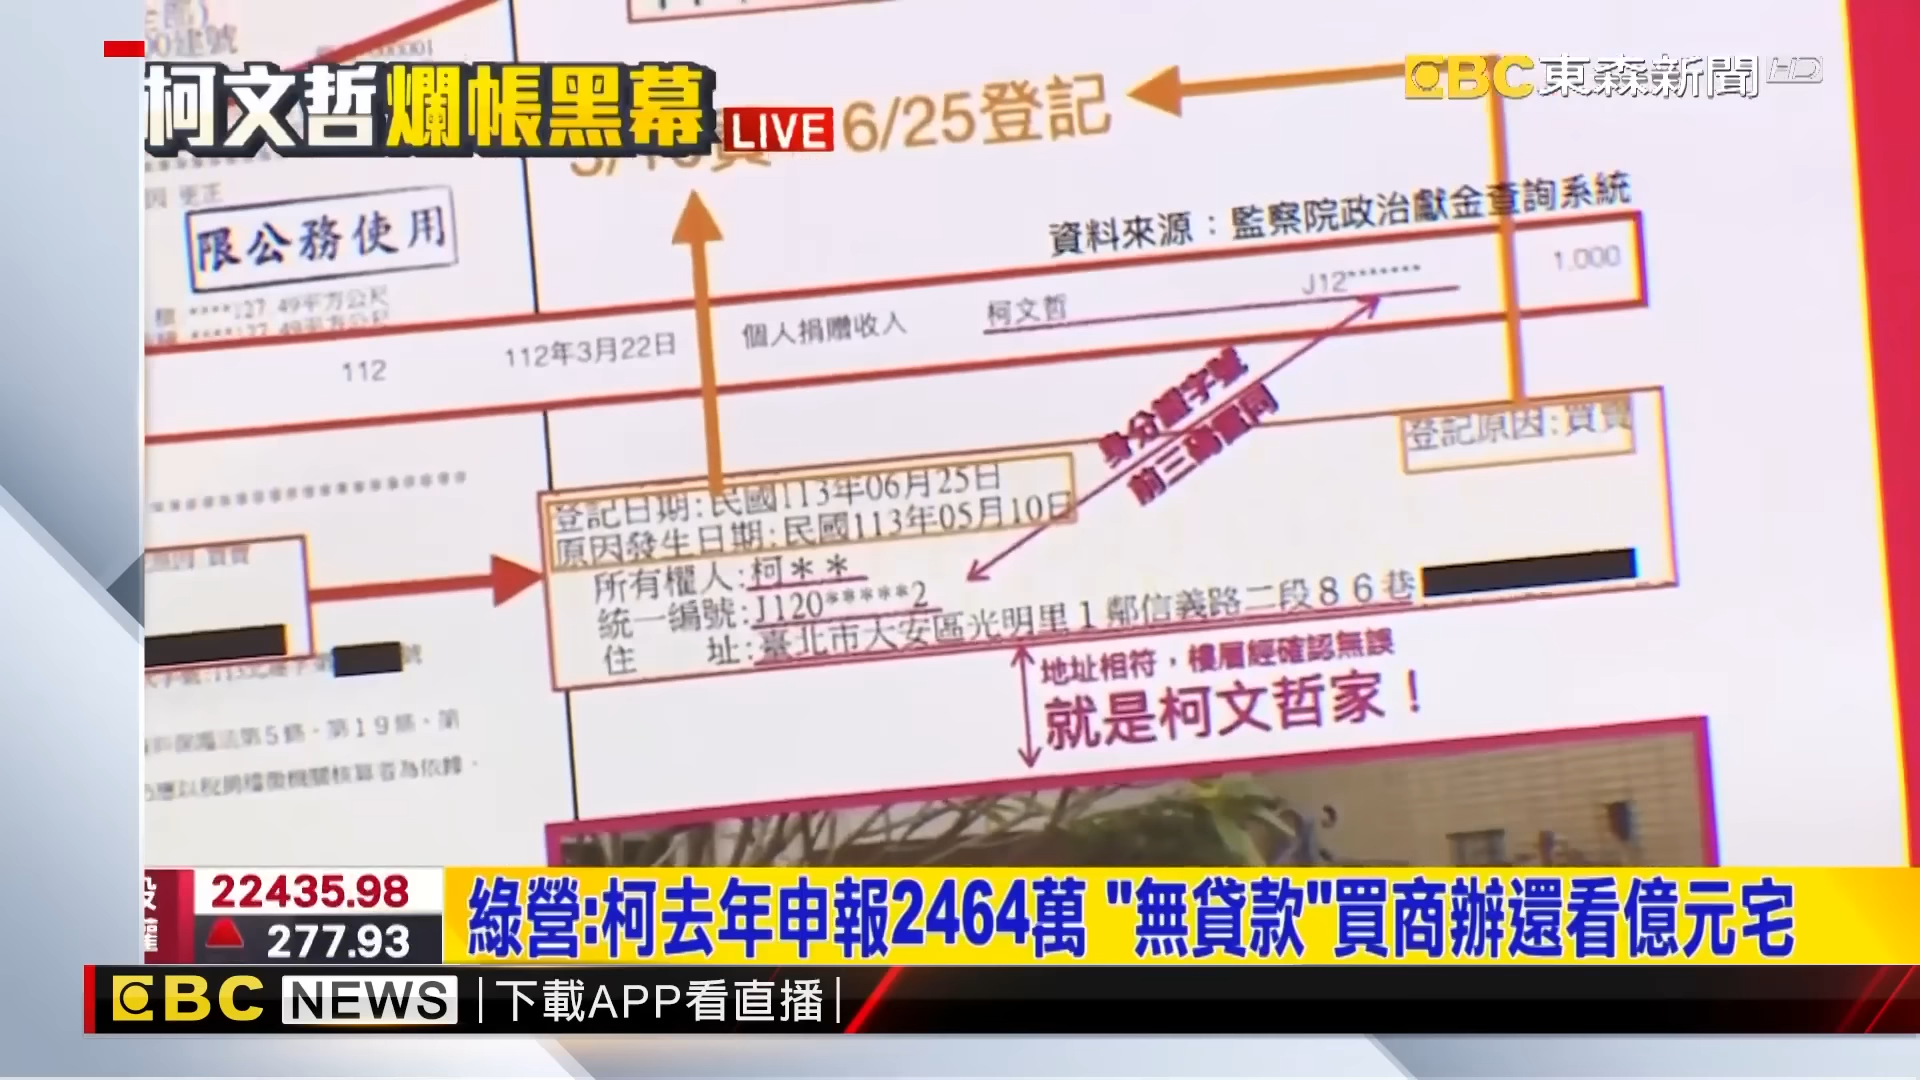 柯文哲爛帳黑幕
LIVE
6/25登記
EBC東森新聞HD
限公務使用
資料來源：監察院政治獻金查詢系統
112
112年3月22日
個人捐贈收入
柯文哲
J12*******
1,000
身分證字號
前三碼雷同
登記原因:買賣
登記日期:民國113年06月25日
原因發生日期:民國113年05月10日
所有權人:柯＊＊
統一編號:J120*****2
住　　址:臺北市大安區光明里1鄰信義路二段86巷
地址相符，樓層經確認無誤
就是柯文哲家！
22435.98
277.93
綠營:柯去年申報2464萬 "無貸款"買商辦還看億元宅
EBC NEWS |下載APP看直播|